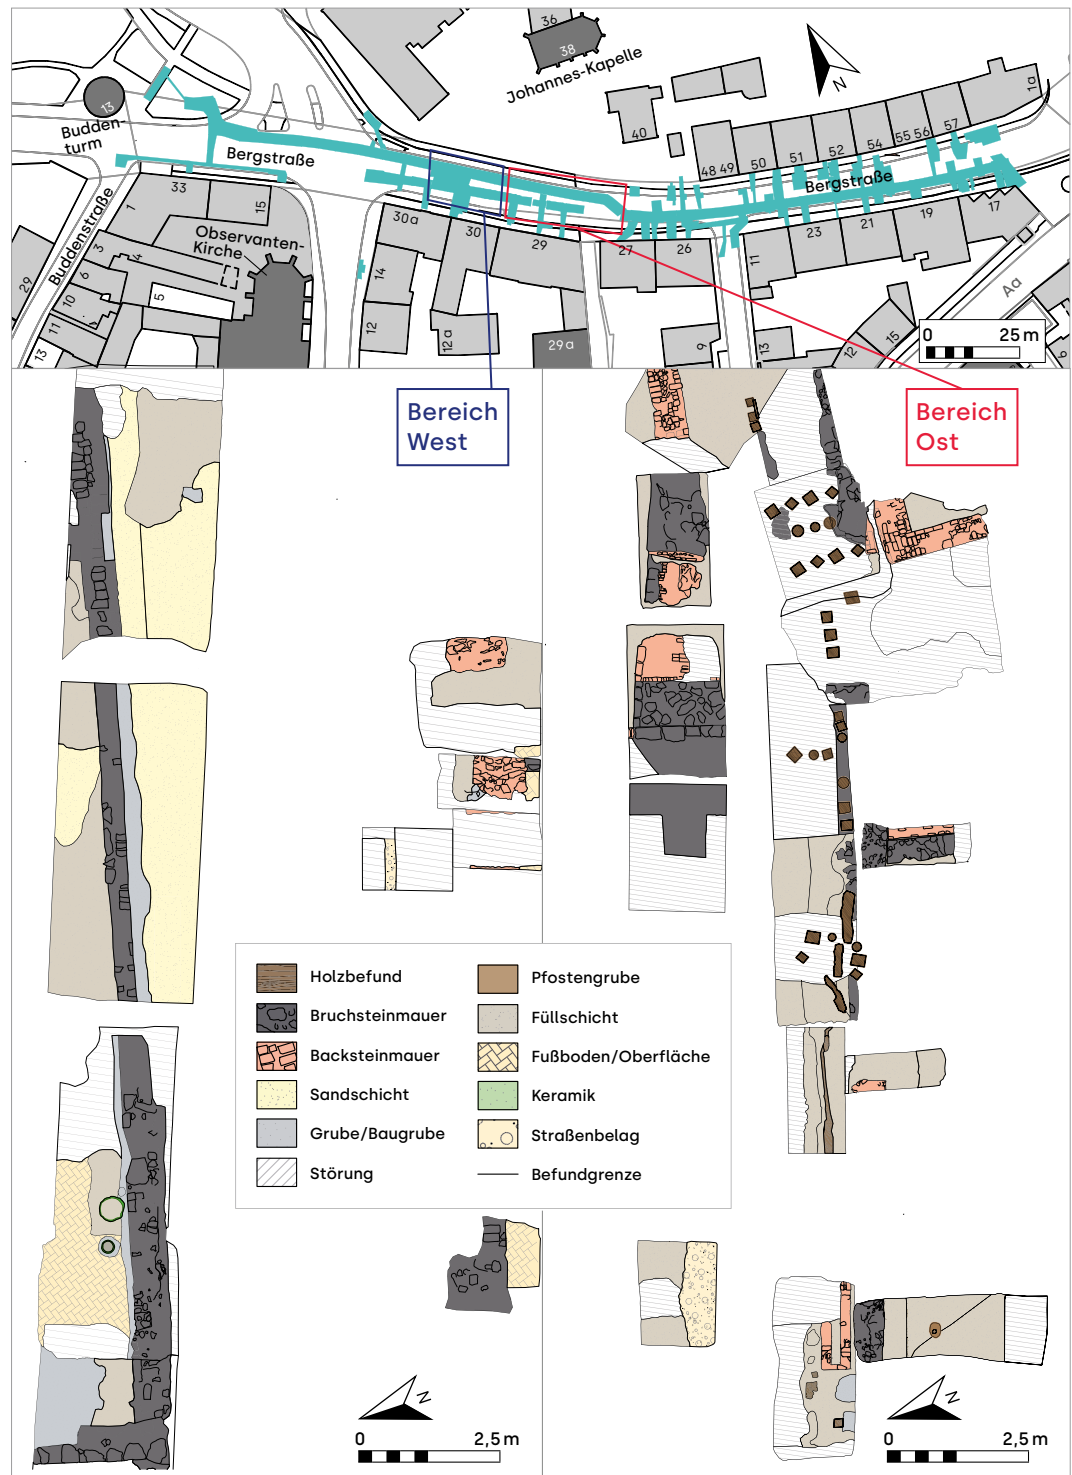 36
38
Johannes-Kapelle
N
13
Budden-
turm
Bergstraße
40
48 49 50 51 52 54 55 56 57 1a
Bergstraße
33
1
15
Buddenstraße
3
4
Observanten-
Kirche
30a
30
29
27
26
11
23
21
19
17
29
6
10
11
13
5
14
12
12a
29a
9
13
12
15
Aa
9
0 25 m
Bereich
West
Bereich
Ost
Holzbefund
Bruchsteinmauer
Backsteinmauer
Sandschicht
Grube/Baugrube
Störung
Pfostengrube
Füllschicht
Fußboden/Oberfläche
Keramik
Straßenbelag
Befundgrenze
N
0 2,5 m
N
0 2,5 m